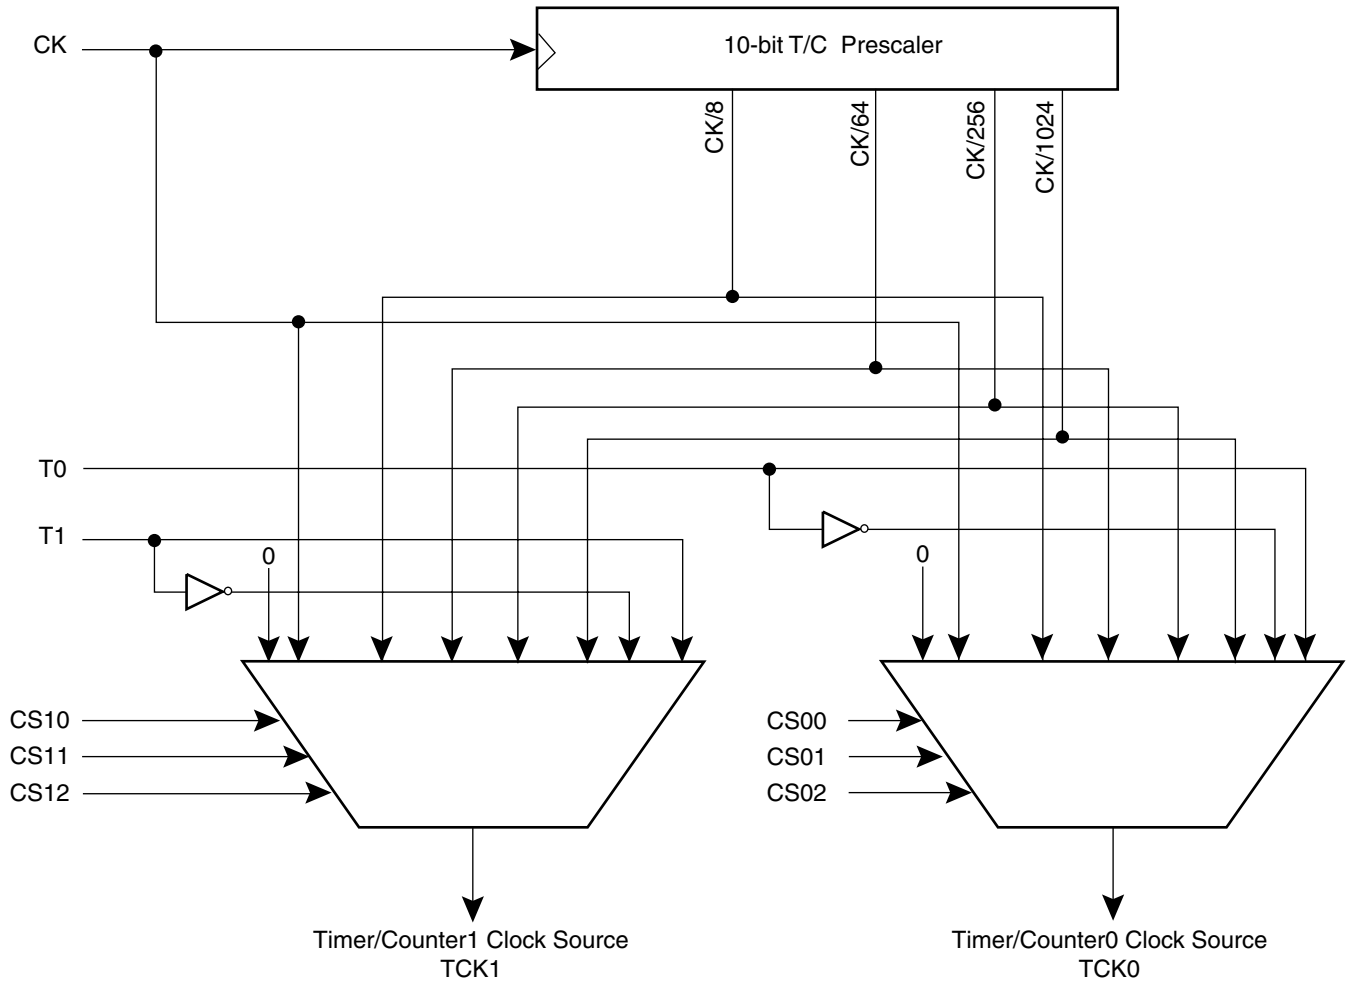 CK
10-bit T/C Prescaler
CK/8
CK/64
CK/256
CK/1024
T0
T1
0
0
CS10
CS11
CS12
CS00
CS01
CS02
Timer/Counter1 Clock Source
TCK1
Timer/Counter0 Clock Source
TCK0